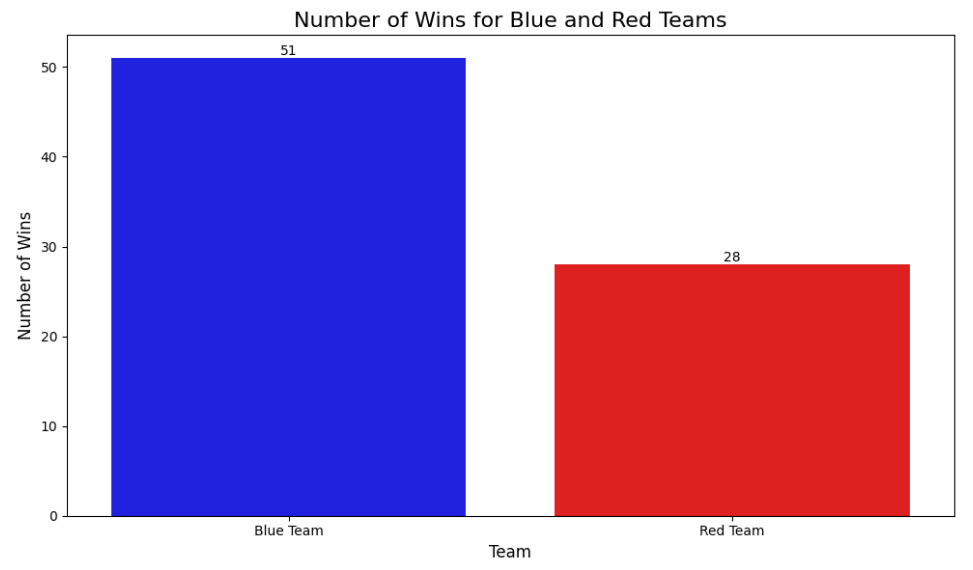 Number of Wins for Blue and Red Teams
51
50
40
30
28
20
10
0
Number of Wins
Blue Team
Red Team
Team